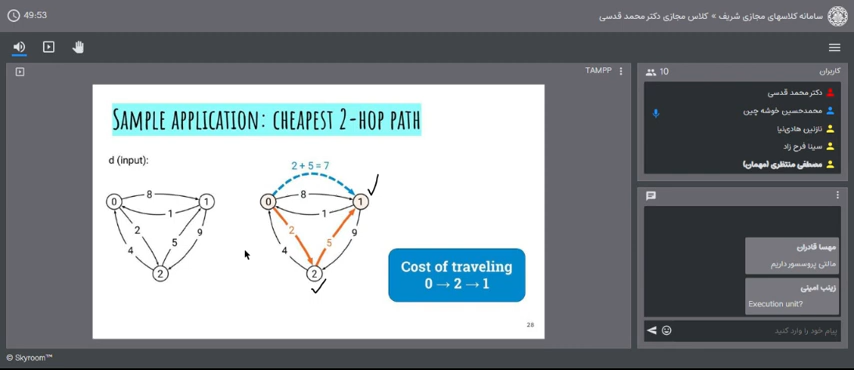 49:53
سامانه کلاسهای مجازی شریف » کلاس مجازی دکتر محمد قدسی
TAMPP
SAMPLE APPLICATION: CHEAPEST 2-HOP PATH
d (input):
0
8
1
1
2
5
9
4
2
2 + 5 = 7
0
8
1
1
2
5
9
4
2
Cost of traveling
0 → 2 → 1
28
10
کاربران
دکتر محمد قدسی
محمدحسین خوشه چین
نازنین هادی‌نیا
سینا فرح زاد
مصطفی منتظری (مهمان)
مهسا قادران
مالتی پروسسور داریم
زینب امینی
Execution unit?
پیام خود را وارد کنید
© Skyroom™